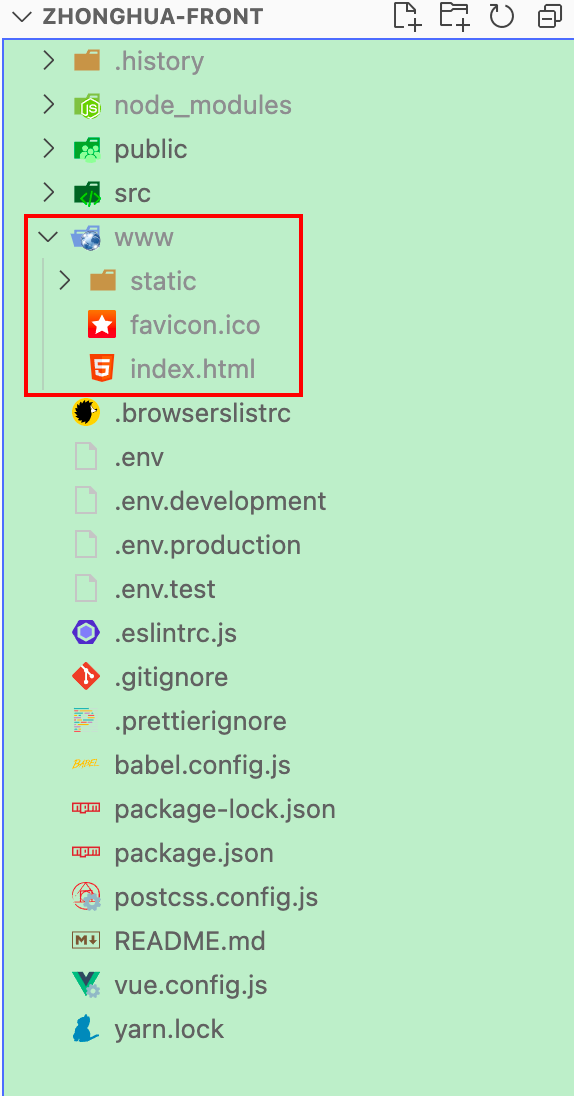 ZHONGHUA-FRONT
.history
node_modules
public
src
www
static
favicon.ico
index.html
.browserslistrc
.env
.env.development
.env.production
.env.test
.eslintrc.js
.gitignore
.prettierignore
babel.config.js
package-lock.json
package.json
postcss.config.js
README.md
vue.config.js
yarn.lock